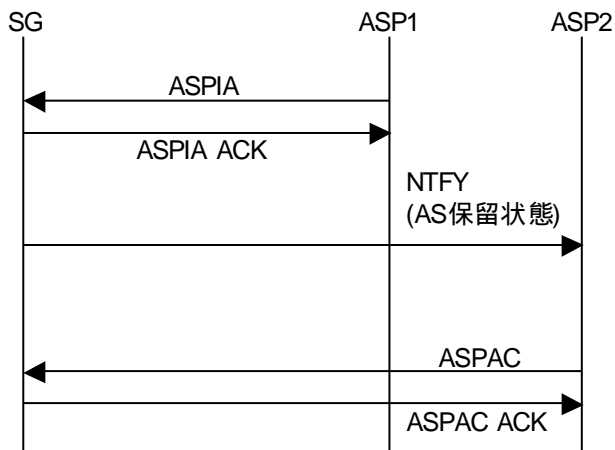 SG
ASP1
ASP2
ASPIA
ASPIA ACK
NTFY
(AS保留状態)
ASPAC
ASPAC ACK